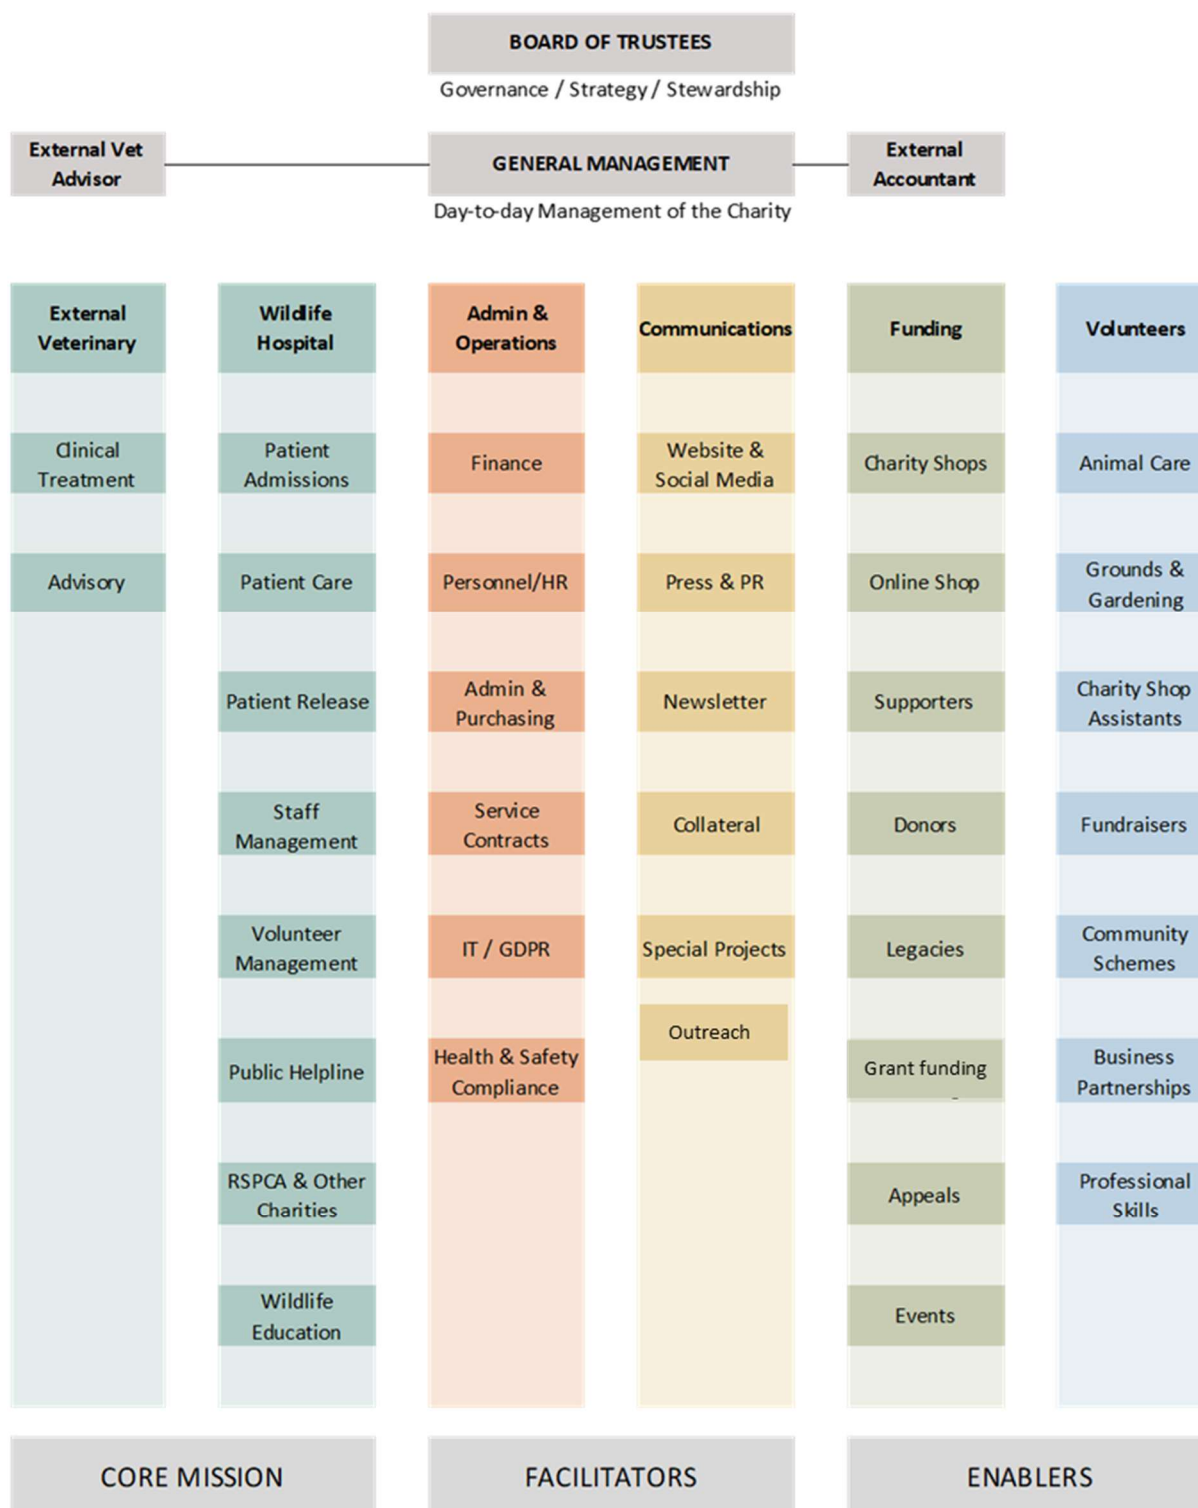 BOARD OF TRUSTEES
Governance / Strategy / Stewardship
External Vet
Advisor
GENERAL MANAGEMENT
Day-to-day Management of the Charity
External
Accountant
External
Veterinary
Clinical
Treatment
Advisory
Wildlife
Hospital
Patient
Admissions
Patient Care
Patient Release
Staff
Management
Volunteer
Management
Public Helpline
RSPCA & Other
Charities
Wildlife
Education
Admin &
Operations
Finance
Personnel/HR
Admin &
Purchasing
Service
Contracts
IT / GDPR
Health & Safety
Compliance
Communications
Website &
Social Media
Press & PR
Newsletter
Collateral
Special Projects
Outreach
Funding
Charity Shops
Online Shop
Supporters
Donors
Legacies
Grant funding
Appeals
Events
Volunteers
Animal Care
Grounds &
Gardening
Charity Shop
Assistants
Fundraisers
Community
Schemes
Business
Partnerships
Professional
Skills
CORE MISSION
FACILITATORS
ENABLERS